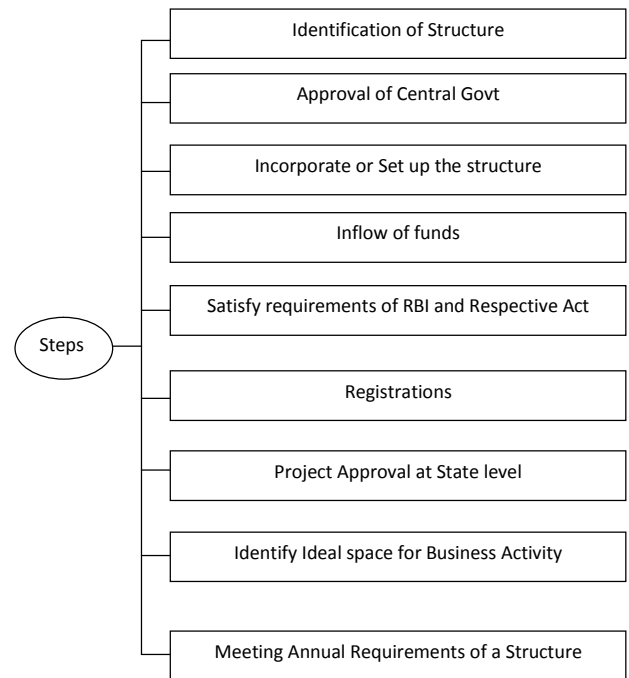 Identification of Structure
Approval of Central Govt
Incorporate or Set up the structure
Inflow of funds
Satisfy requirements of RBI and Respective Act
Steps
Registrations
Project Approval at State level
Identify Ideal space for Business Activity
Meeting Annual Requirements of a Structure